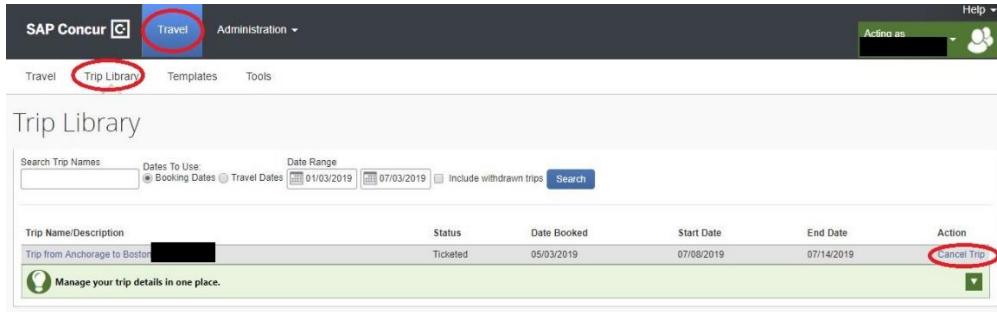 Help
SAP Concur C Travel Administration
Acting as
Travel Trip Library Templates Tools
Trip Library
Search Trip Names Dates To Use: Date Range
Booking Dates Travel Dates 01/03/2019 07/03/2019 Include withdrawn trips Search
Trip Name/Description Status Date Booked Start Date End Date Action
Trip from Anchorage to Boston Ticketed 05/03/2019 07/08/2019 07/14/2019 Cancel Trip
Manage your trip details in one place.